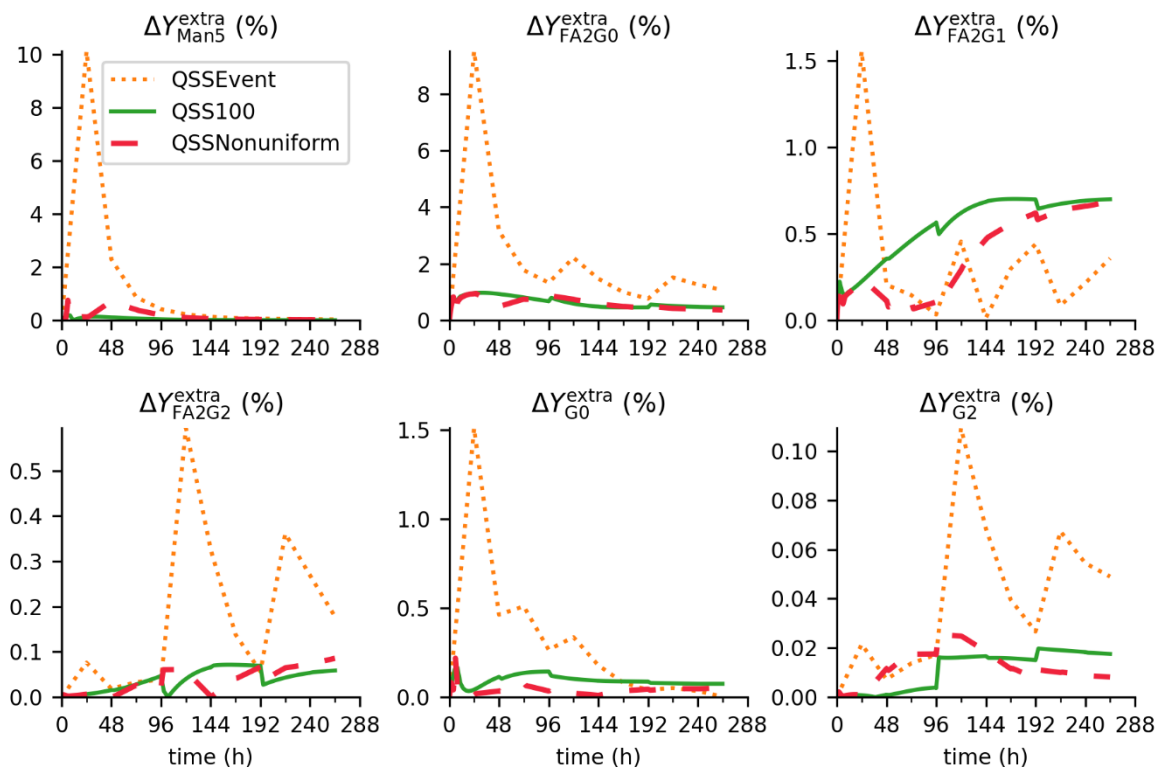 ΔY^extra_Man5 (%)
10
8
6
4
2
0
0 48 96 144 192 240 288
QSSEvent
QSS100
QSSNonuniform
ΔY^extra_FA2G0 (%)
8
6
4
2
0
0 48 96 144 192 240 288
ΔY^extra_FA2G1 (%)
1.5
1.0
0.5
0.0
0 48 96 144 192 240 288
ΔY^extra_FA2G2 (%)
0.5
0.4
0.3
0.2
0.1
0.0
0 48 96 144 192 240 288
time (h)
ΔY^extra_G0 (%)
1.5
1.0
0.5
0.0
0 48 96 144 192 240 288
time (h)
ΔY^extra_G2 (%)
0.10
0.08
0.06
0.04
0.02
0.00
0 48 96 144 192 240 288
time (h)